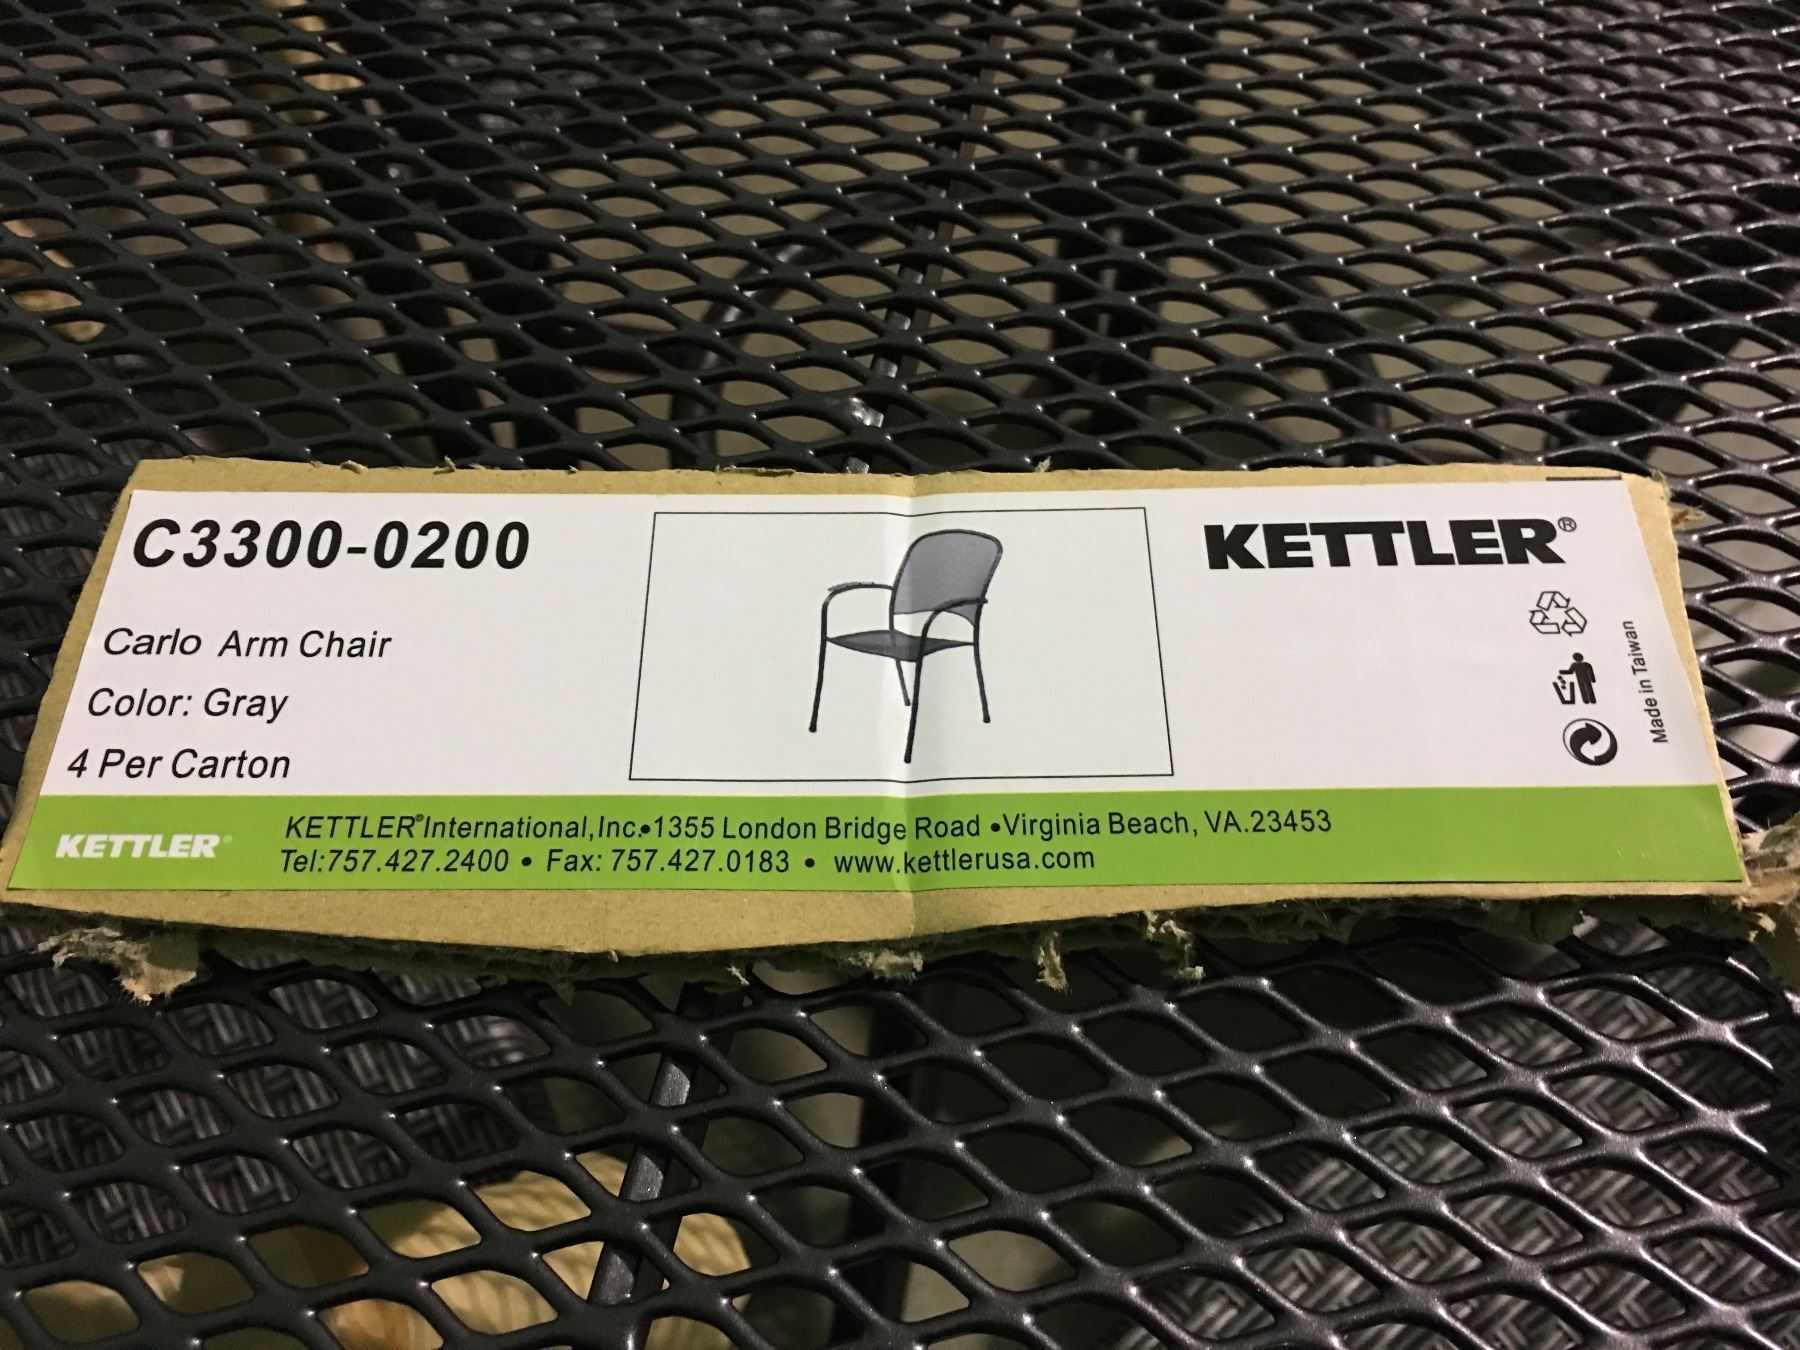 C3300-0200
Carlo Arm Chair
Color: Gray
4 Per Carton
KETTLER®
Made in Taiwan
KETTLER®
KETTLER®International,Inc.•1355 London Bridge Road •Virginia Beach, VA.23453
Tel:757.427.2400 • Fax: 757.427.0183 • www.kettlerusa.com